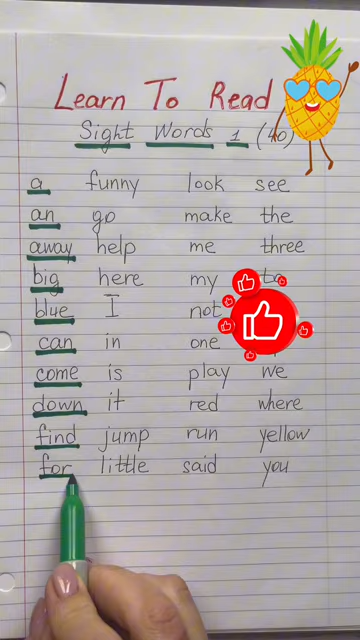 Learn To Read
Sight Words 1 (40)
a funny look see
an go make the
away help me three
big here my to
blue I not
can in one
come is play we
down it red where
find jump run yellow
for little said you